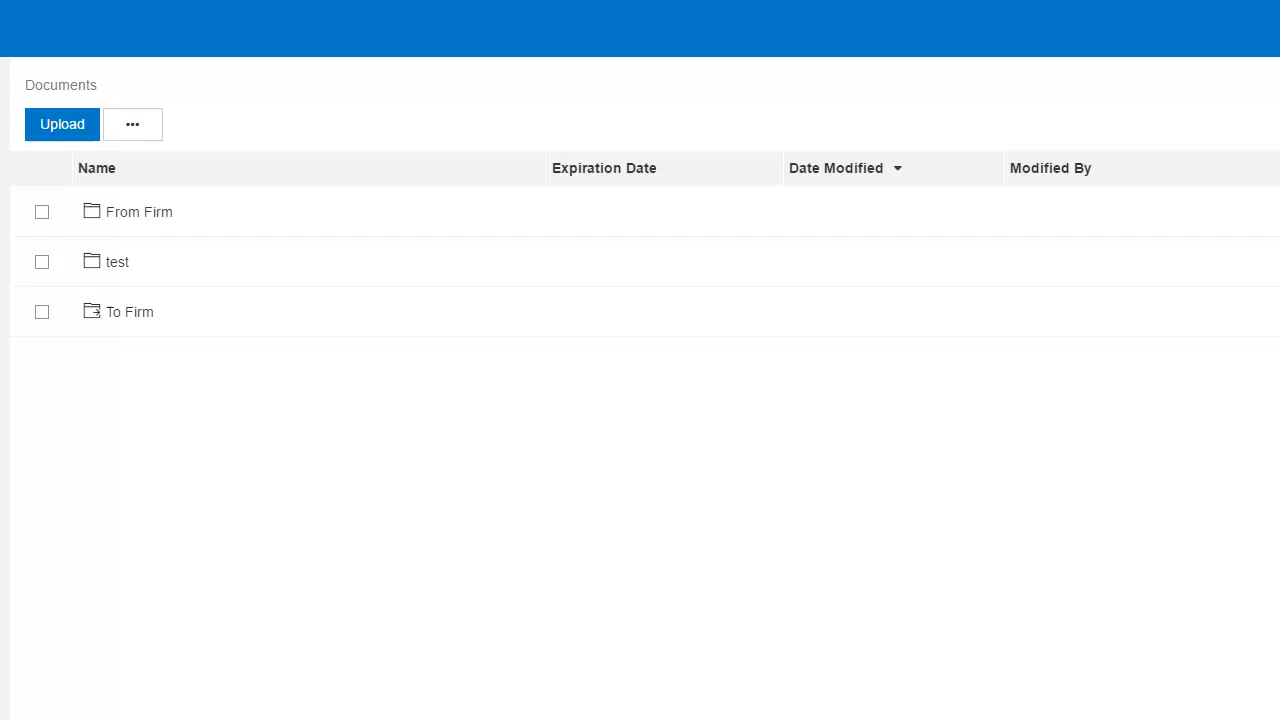 Documents
Upload •••
Name Expiration Date Date Modified Modified By
From Firm
test
To Firm